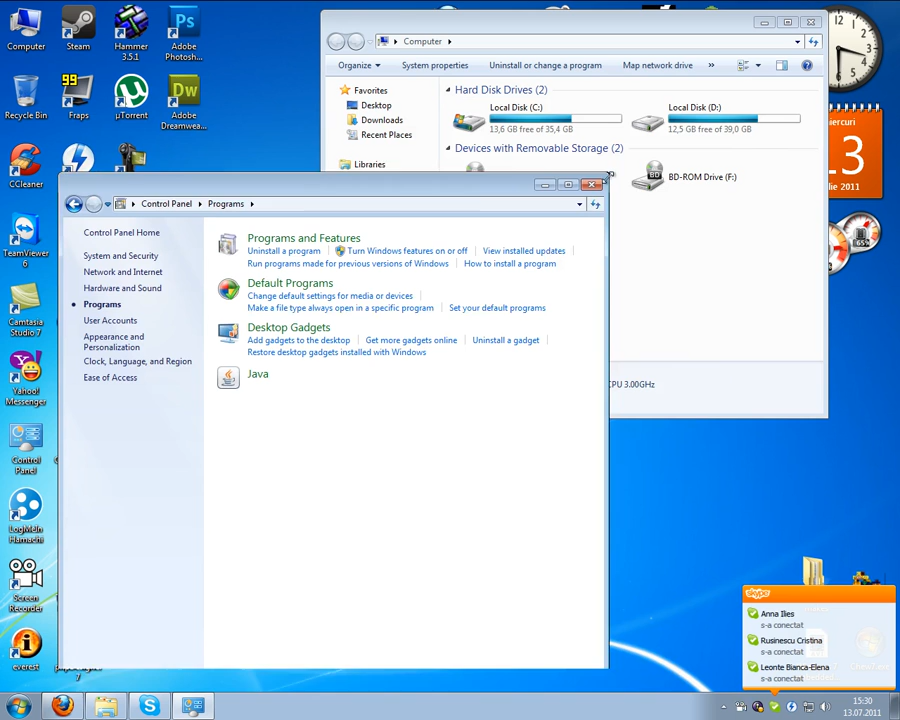 Computer
Steam
Hammer
3.5.1
Adobe
Photosh...
Recycle Bin
99
Fraps
µTorrent
Dw
Adobe
Dreamwea...
Ps
CCleaner
TeamViewer
6
Camtasia
Studio 7
Yahoo!
Messenger
Control
Panel
LogMeIn
Hamachi
Screen
Recorder
everest
7
Computer
Organize
System properties
Uninstall or change a program
Map network drive
»
Favorites
Desktop
Downloads
Recent Places
Libraries
Hard Disk Drives (2)
Local Disk (C:)
13,6 GB free of 35,4 GB
Local Disk (D:)
12,5 GB free of 39,0 GB
Devices with Removable Storage (2)
BD
BD-ROM Drive (F:)
CPU 3.00GHz
Control Panel
Programs
Control Panel Home
System and Security
Network and Internet
Hardware and Sound
Programs
User Accounts
Appearance and
Personalization
Clock, Language, and Region
Ease of Access
Programs and Features
Uninstall a program
Turn Windows features on or off
View installed updates
Run programs made for previous versions of Windows
How to install a program
Default Programs
Change default settings for media or devices
Make a file type always open in a specific program
Set your default programs
Desktop Gadgets
Add gadgets to the desktop
Get more gadgets online
Uninstall a gadget
Restore desktop gadgets installed with Windows
Java
iercuri
13
lie 2011
65%
skype
Anna Ilies
s-a conectat
Rusinescu Cristina
s-a conectat
Leonte Bianca-Elena
s-a conectat
15:30
13.07.2011